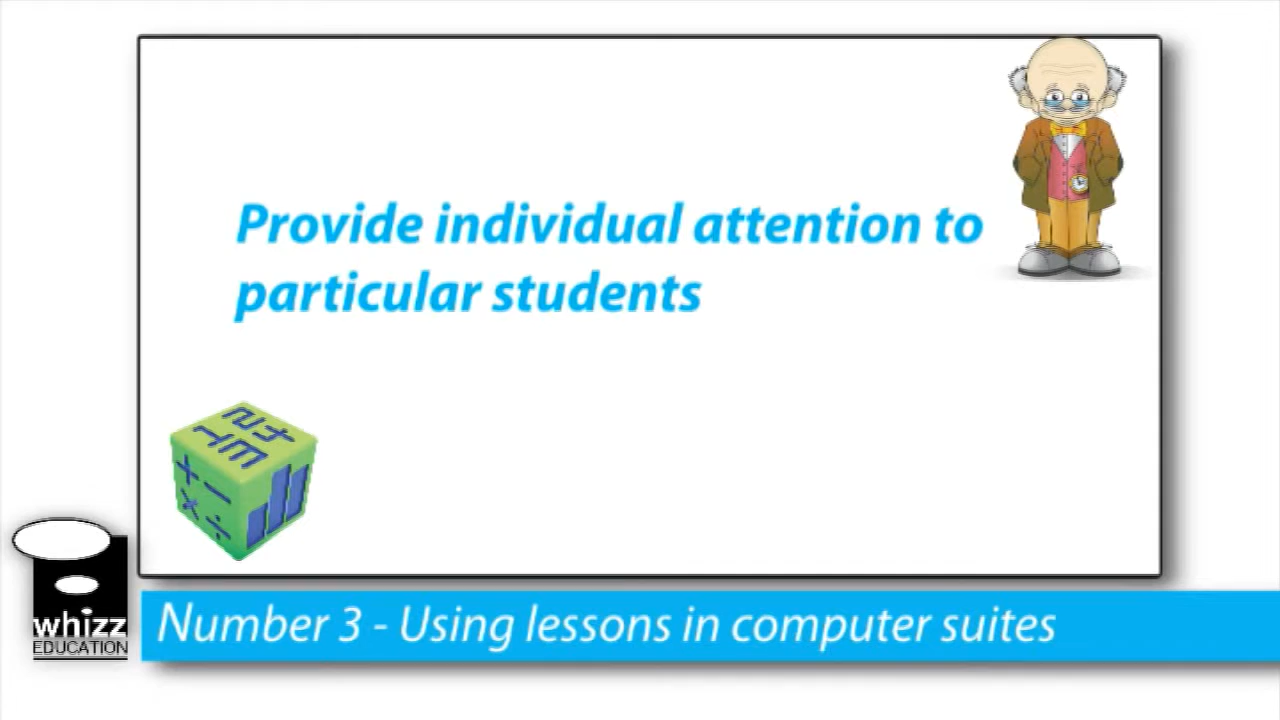 Provide individual attention to
particular students
whizz
EDUCATION
Number 3 - Using lessons in computer suites